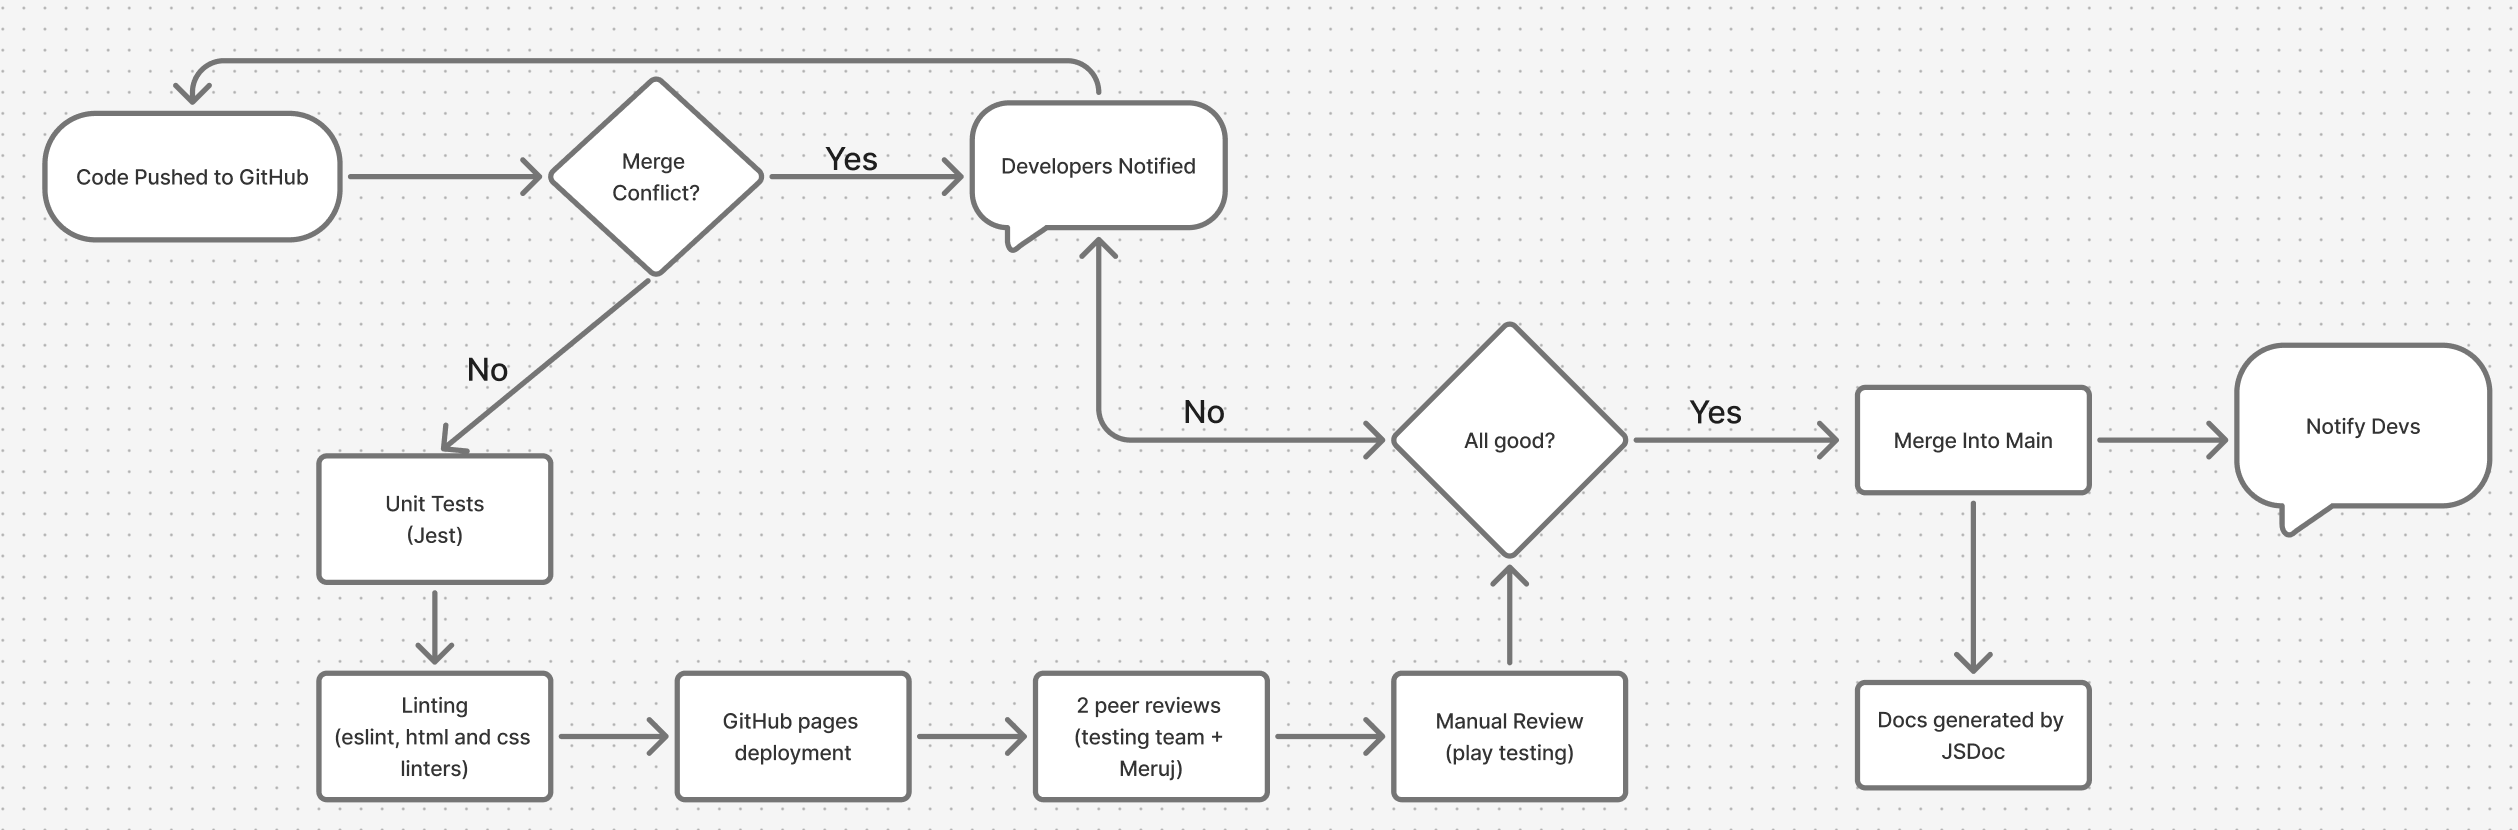 Code Pushed to GitHub
Merge
Conflict?
Yes
Developers Notified
No
Unit Tests
(Jest)
Linting
(eslint, html and css
linters)
GitHub pages
deployment
2 peer reviews
(testing team +
Meruj)
Manual Review
(play testing)
All good?
No
Yes
Merge Into Main
Notify Devs
Docs generated by
JSDoc